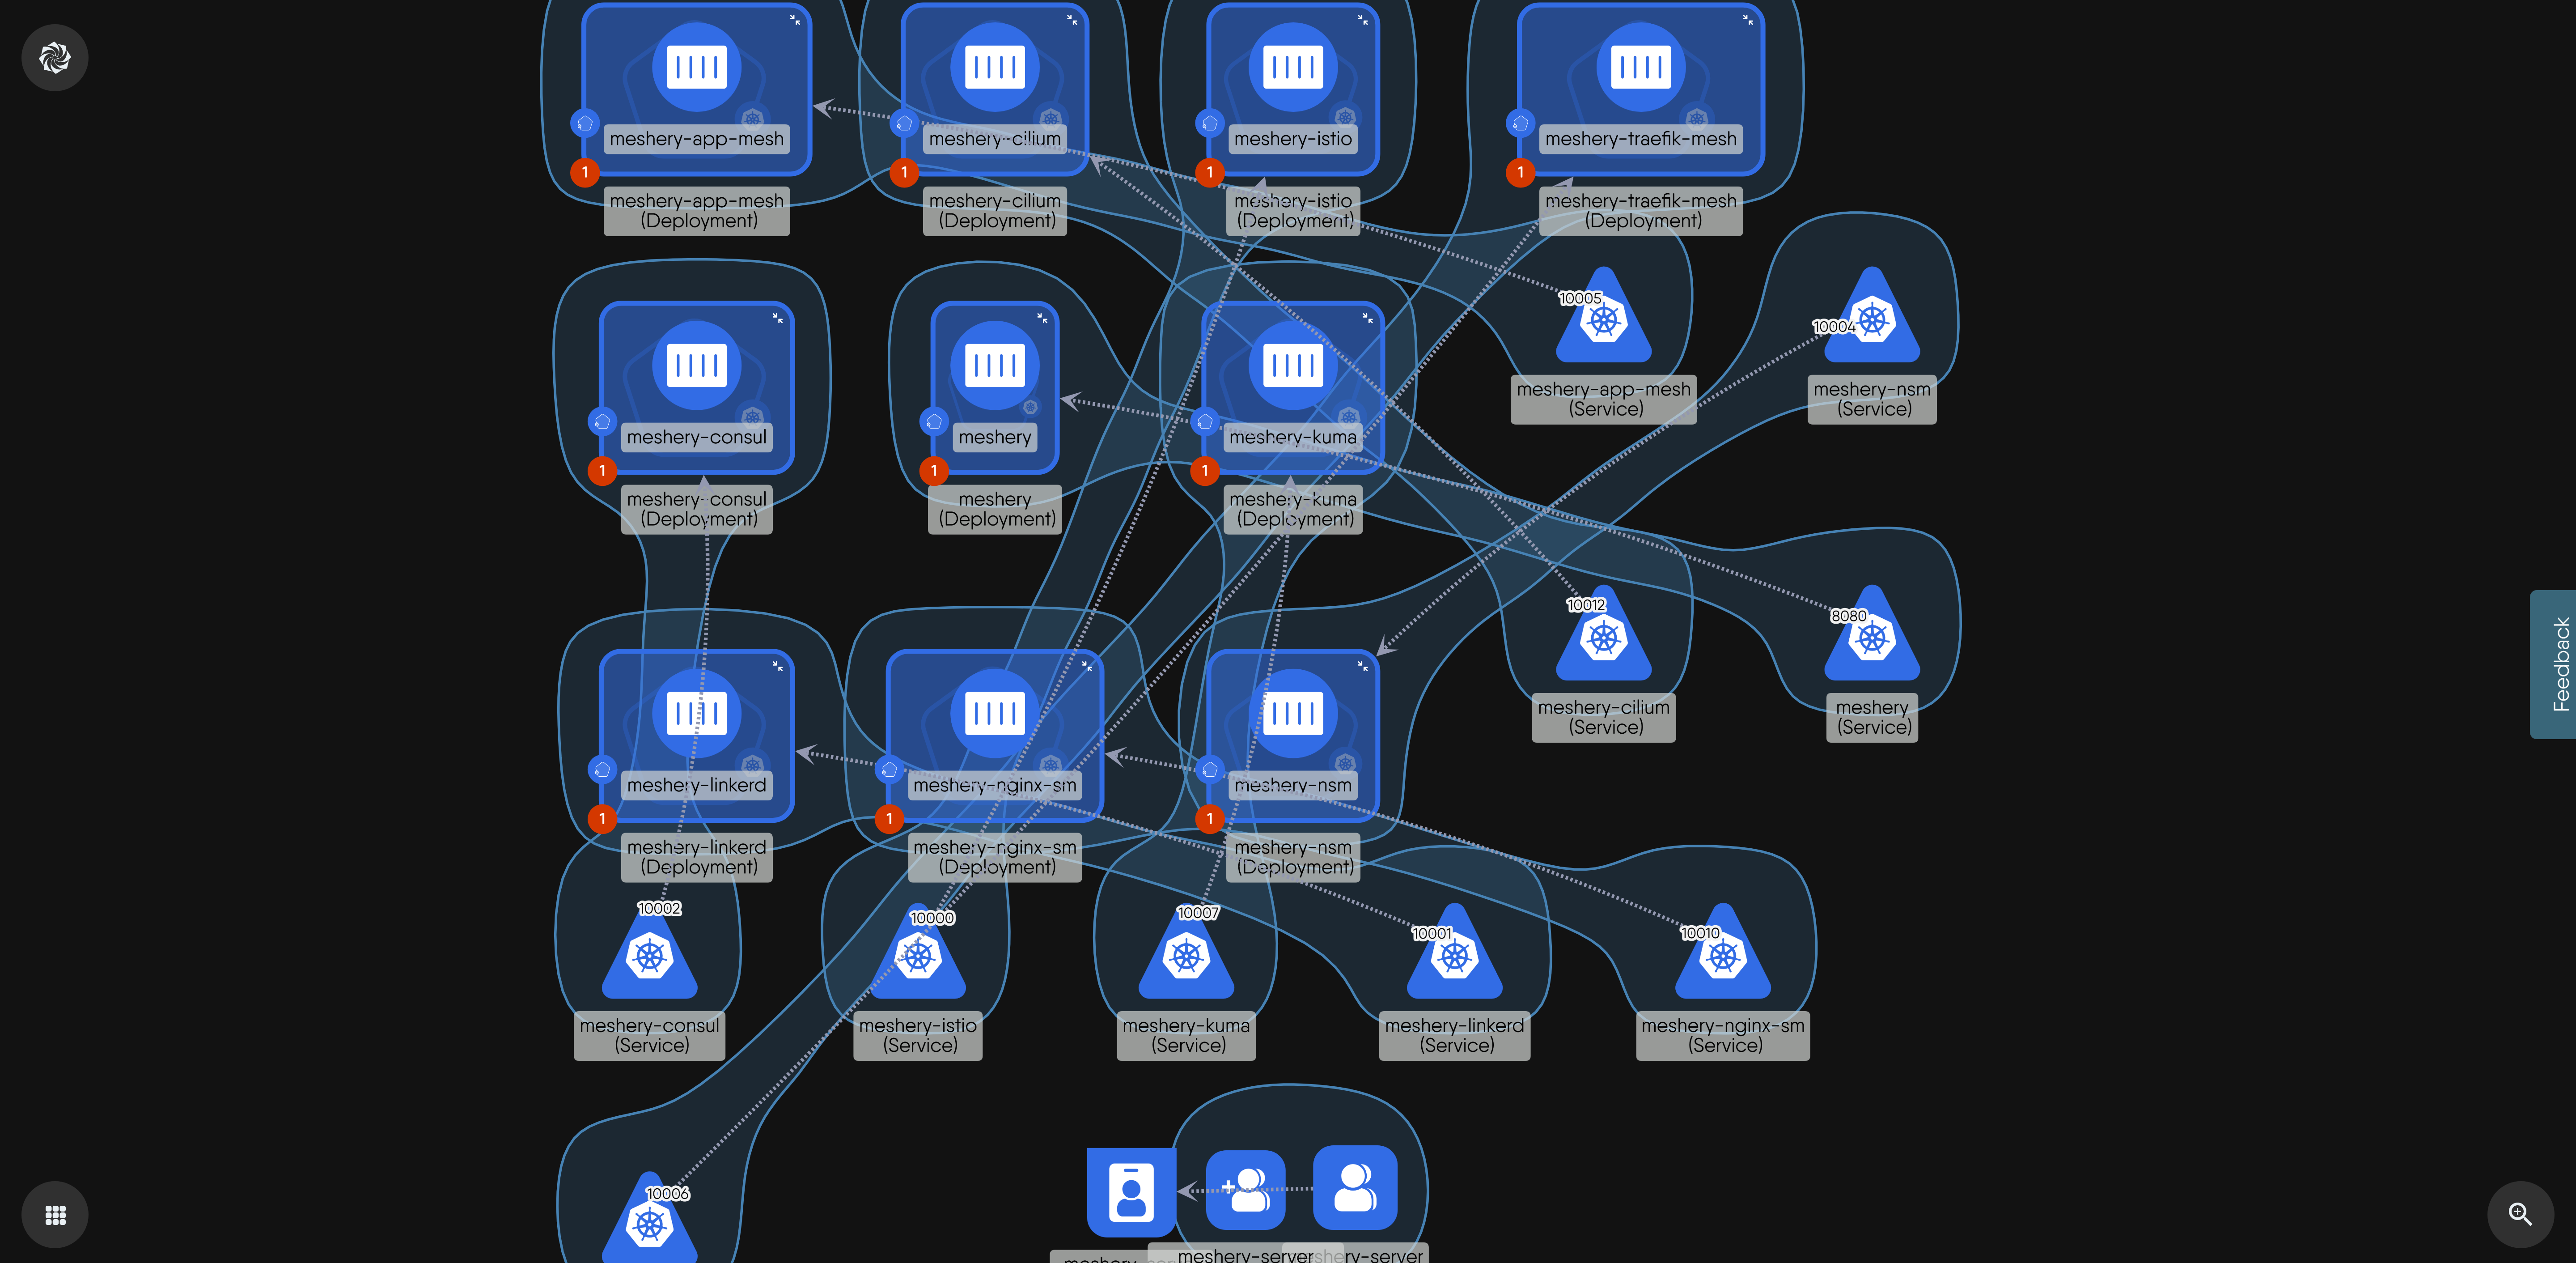 meshery-app-mesh
meshery-cilium
meshery-istio
meshery-traefik-mesh
1
1
1
1
meshery-app-mesh
(Deployment)
meshery-cilium
(Deployment)
meshery-istio
(Deployment)
meshery-traefik-mesh
(Deployment)
10005
10004
meshery-app-mesh
(Service)
meshery-nsm
(Service)
meshery-consul
meshery
meshery-kuma
1
1
1
meshery-consul
(Deployment)
meshery
(Deployment)
meshery-kuma
(Deployment)
10012
8080
meshery-cilium
(Service)
meshery
(Service)
Feedback
meshery-linkerd
meshery-nginx-sm
meshery-nsm
1
1
1
meshery-linkerd
(Deployment)
meshery-nginx-sm
(Deployment)
meshery-nsm
(Deployment)
10002
10000
10007
10001
10010
meshery-consul
(Service)
meshery-istio
(Service)
meshery-kuma
(Service)
meshery-linkerd
(Service)
meshery-nginx-sm
(Service)
10006
meshery-server